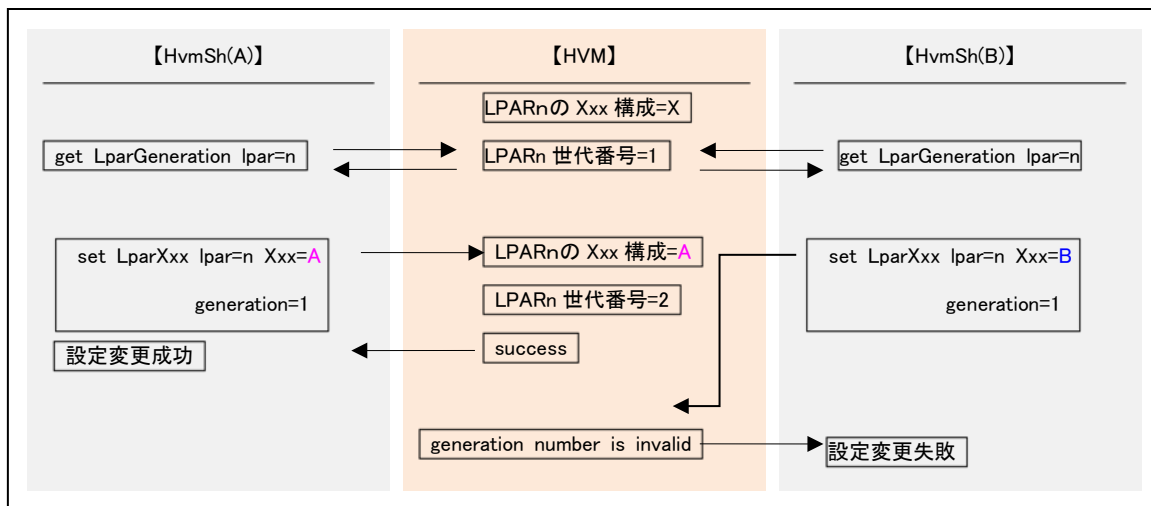 【HvmSh(A)】
【HVM】
【HvmSh(B)】
LPARnの Xxx 構成=X
get LparGeneration lpar=n
LPARn 世代番号=1
get LparGeneration lpar=n
set LparXxx lpar=n Xxx=A
generation=1
LPARnの Xxx 構成=A
set LparXxx lpar=n Xxx=B
generation=1
LPARn 世代番号=2
success
設定変更成功
generation number is invalid
設定変更失敗